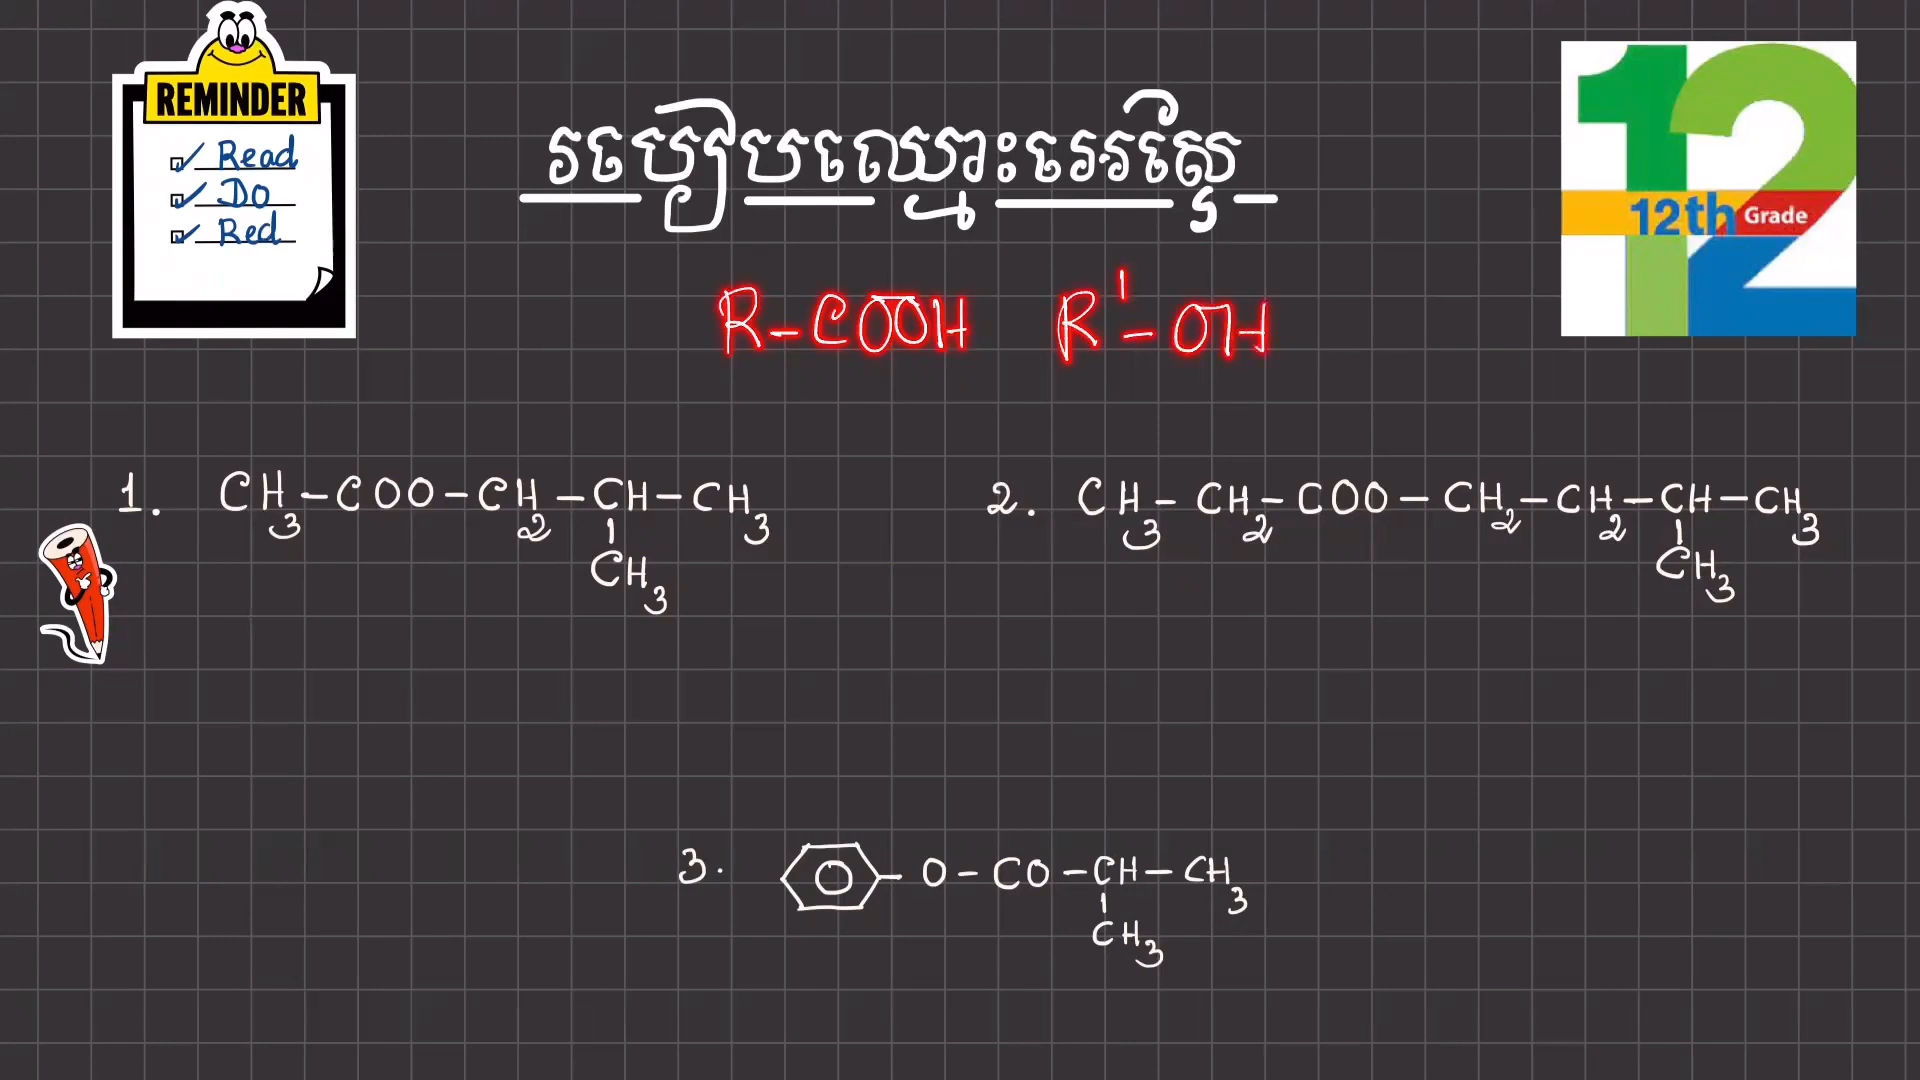 REMINDER
Read
Do
Red
របៀបឈ្មោះអេស្ទែ
12
12th Grade
R-COOH R'-OH
1. CH₃-COO-CH₂-CH-CH₃
CH₃
2. CH₃-CH₂-COO-CH₂-CH₂-CH-CH₃
CH₃
3. O-CO-CH-CH₃
CH₃